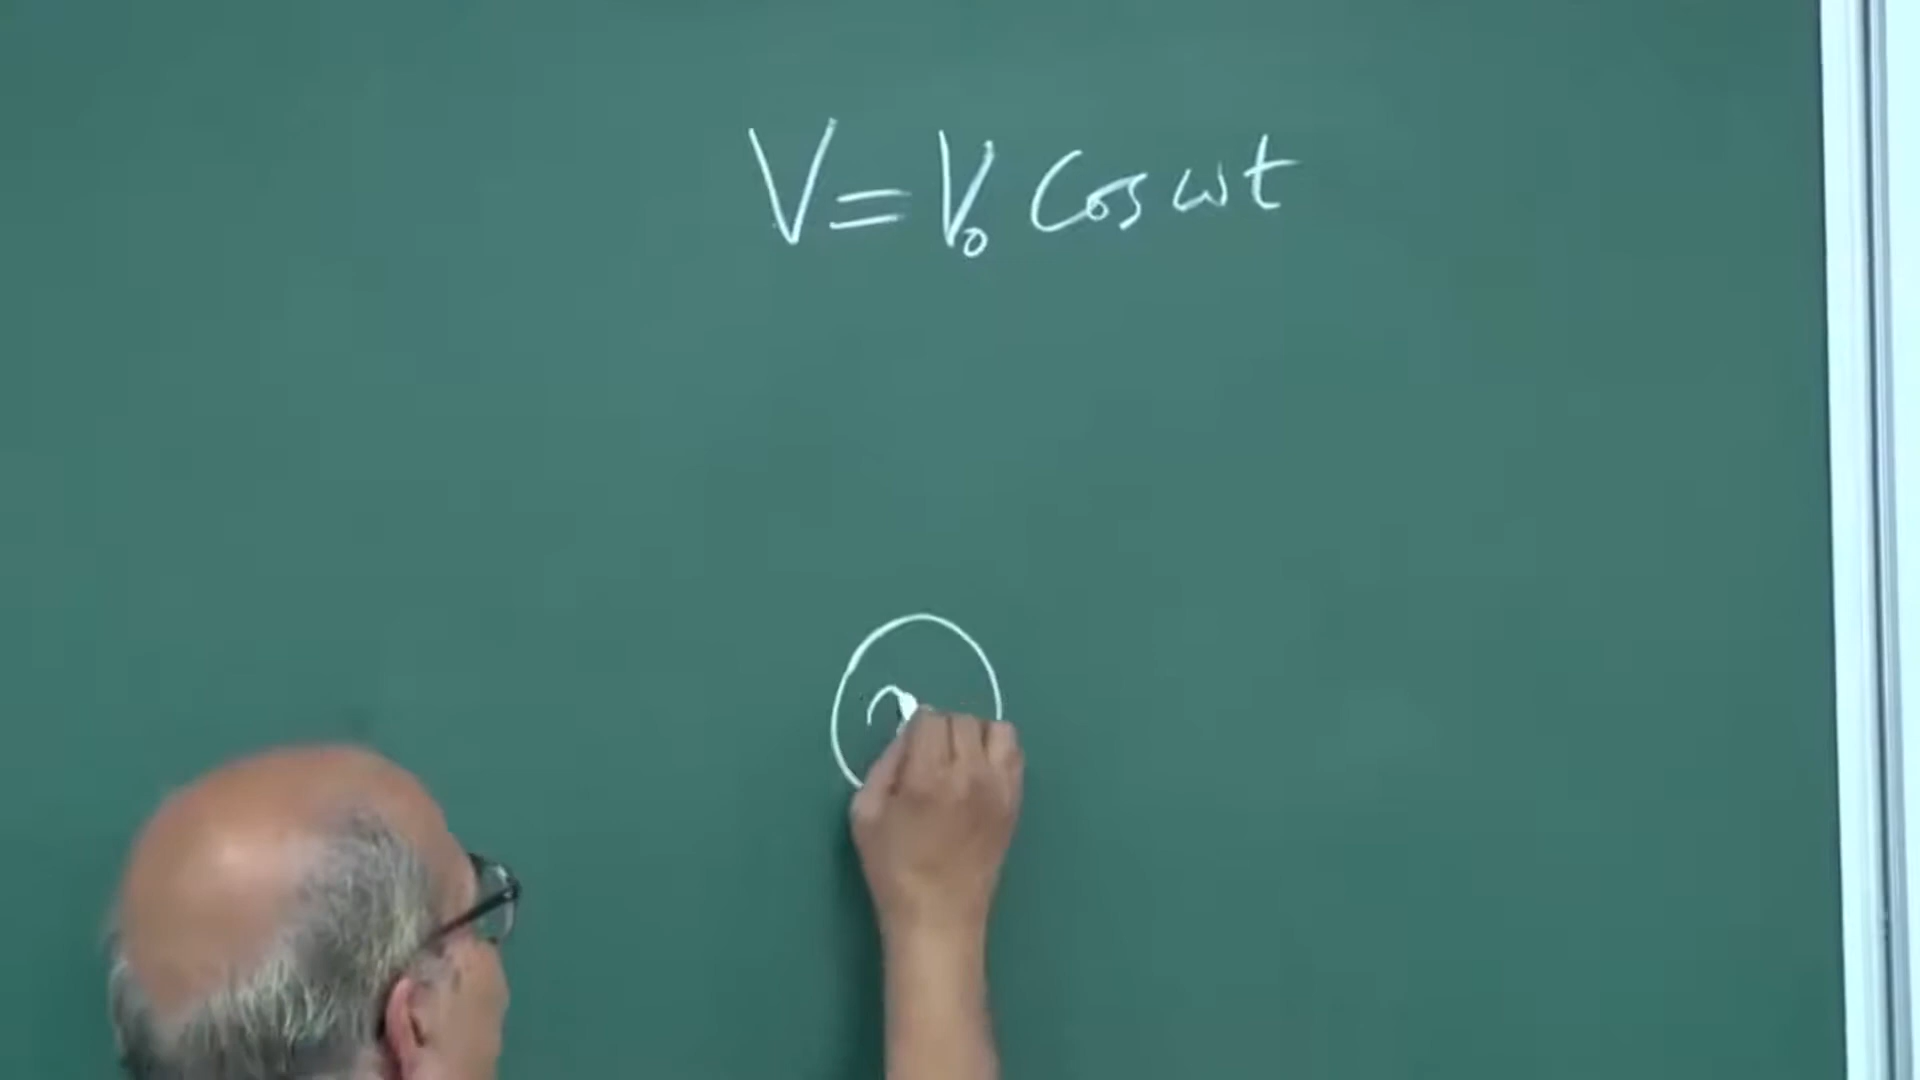 V = V₀ Cos ωt